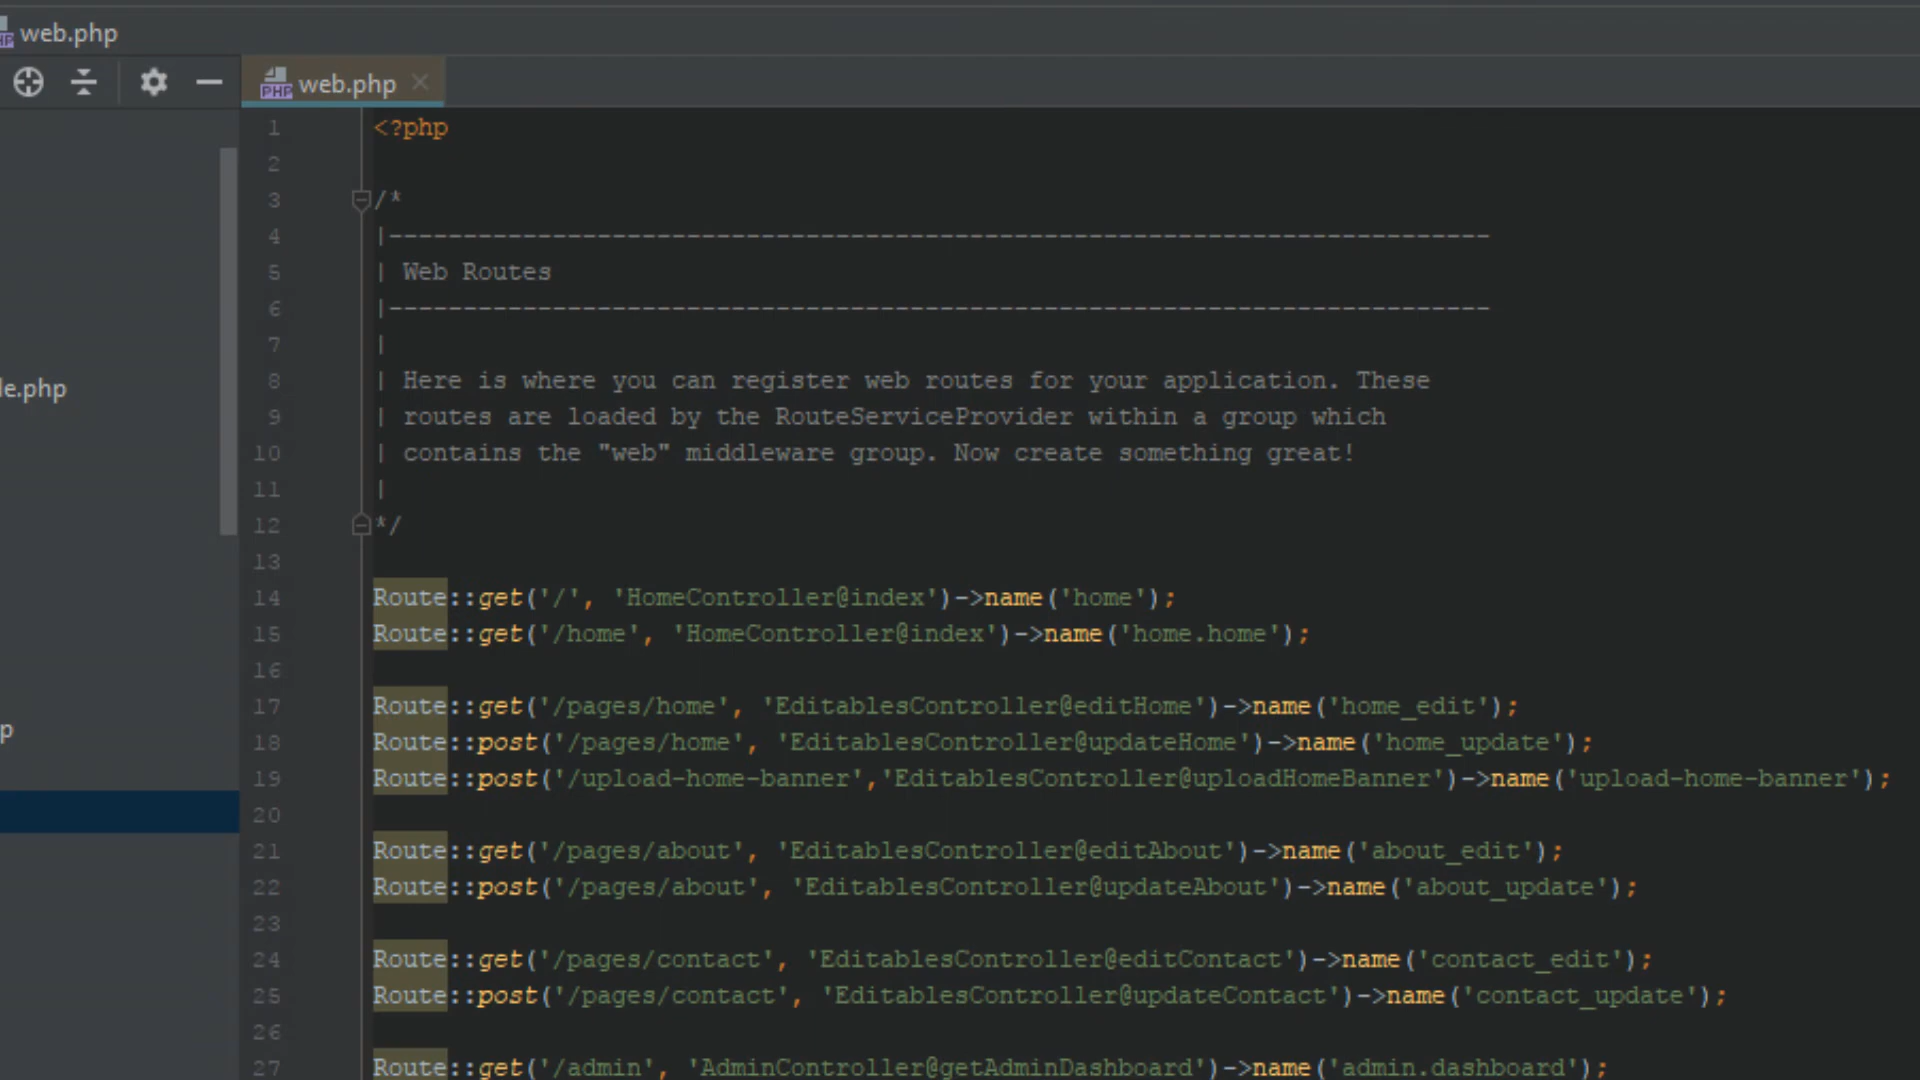 web.php
web.php
le.php
p
1 <?php
2
3 /*
4 |--------------------------------------------------------------------------
5 | Web Routes
6 |--------------------------------------------------------------------------
7 |
8 | Here is where you can register web routes for your application. These
9 | routes are loaded by the RouteServiceProvider within a group which
10 | contains the "web" middleware group. Now create something great!
11 |
12 */
13
14 Route::get('/', 'HomeController@index')->name('home');
15 Route::get('/home', 'HomeController@index')->name('home.home');
16
17 Route::get('/pages/home', 'EditablesController@editHome')->name('home_edit');
18 Route::post('/pages/home', 'EditablesController@updateHome')->name('home_update');
19 Route::post('/upload-home-banner','EditablesController@uploadHomeBanner')->name('upload-home-banner');
20
21 Route::get('/pages/about', 'EditablesController@editAbout')->name('about_edit');
22 Route::post('/pages/about', 'EditablesController@updateAbout')->name('about_update');
23
24 Route::get('/pages/contact', 'EditablesController@editContact')->name('contact_edit');
25 Route::post('/pages/contact', 'EditablesController@updateContact')->name('contact_update');
26
27 Route::get('/admin', 'AdminController@getAdminDashboard')->name('admin.dashboard');